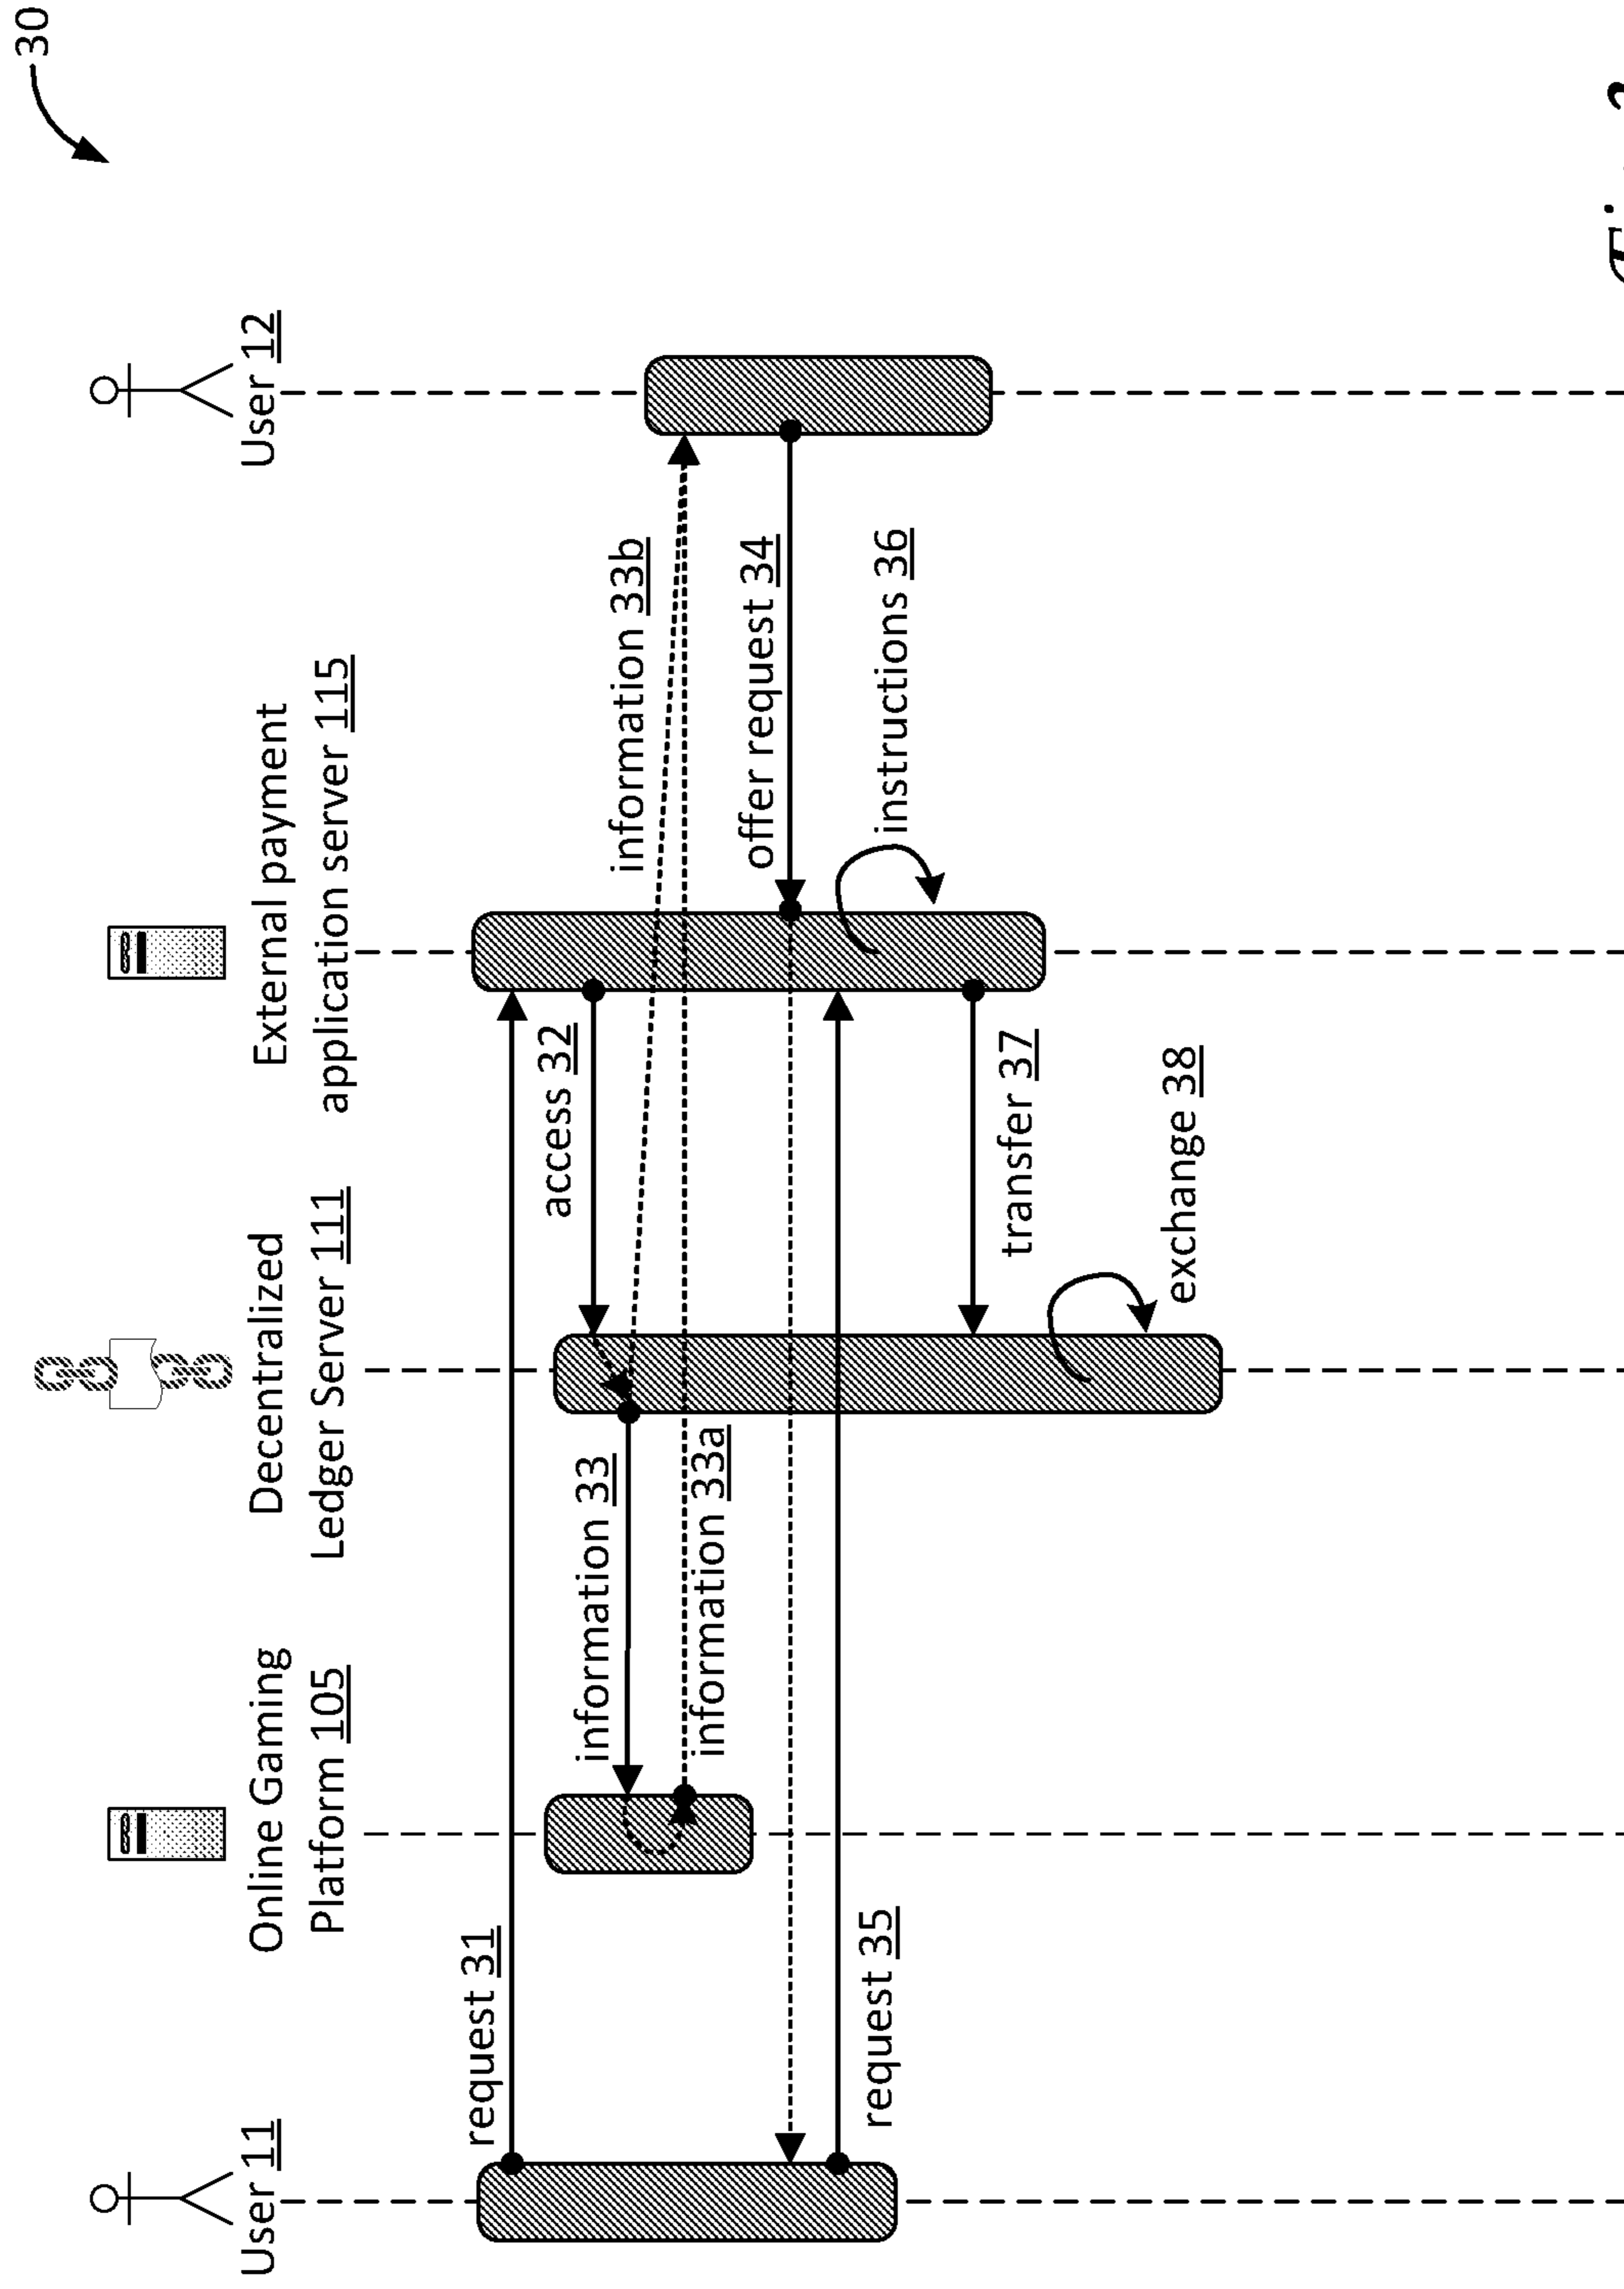 30
User 11
Online Gaming
Platform 105
Decentralized
Ledger Server 111
External payment
application server 115
User 12
request 31
access 32
information 33
information 33a
information 33b
offer request 34
request 35
instructions 36
transfer 37
exchange 38